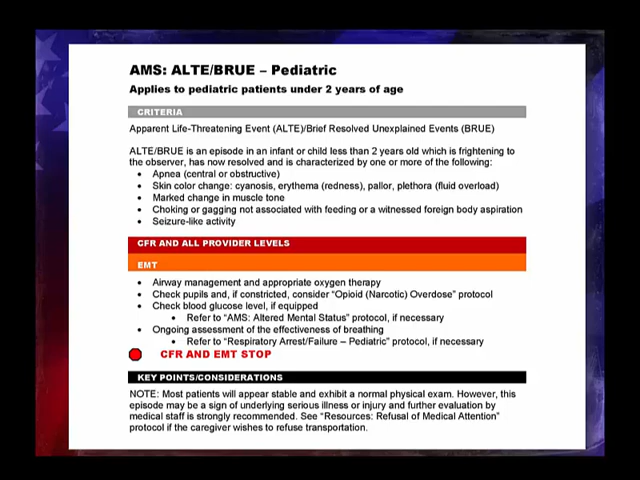 AMS: ALTE/BRUE – Pediatric
Applies to pediatric patients under 2 years of age
CRITERIA
Apparent Life-Threatening Event (ALTE)/Brief Resolved Unexplained Events (BRUE)
ALTE/BRUE is an episode in an infant or child less than 2 years old which is frightening to
the observer, has now resolved and is characterized by one or more of the following:
• Apnea (central or obstructive)
• Skin color change: cyanosis, erythema (redness), pallor, plethora (fluid overload)
• Marked change in muscle tone
• Choking or gagging not associated with feeding or a witnessed foreign body aspiration
• Seizure-like activity
CFR AND ALL PROVIDER LEVELS
EMT
• Airway management and appropriate oxygen therapy
• Check pupils and, if constricted, consider “Opioid (Narcotic) Overdose” protocol
• Check blood glucose level, if equipped
• Refer to “AMS: Altered Mental Status” protocol, if necessary
• Ongoing assessment of the effectiveness of breathing
• Refer to “Respiratory Arrest/Failure – Pediatric” protocol, if necessary
CFR AND EMT STOP
KEY POINTS/CONSIDERATIONS
NOTE: Most patients will appear stable and exhibit a normal physical exam. However, this
episode may be a sign of underlying serious illness or injury and further evaluation by
medical staff is strongly recommended. See “Resources: Refusal of Medical Attention”
protocol if the caregiver wishes to refuse transportation.